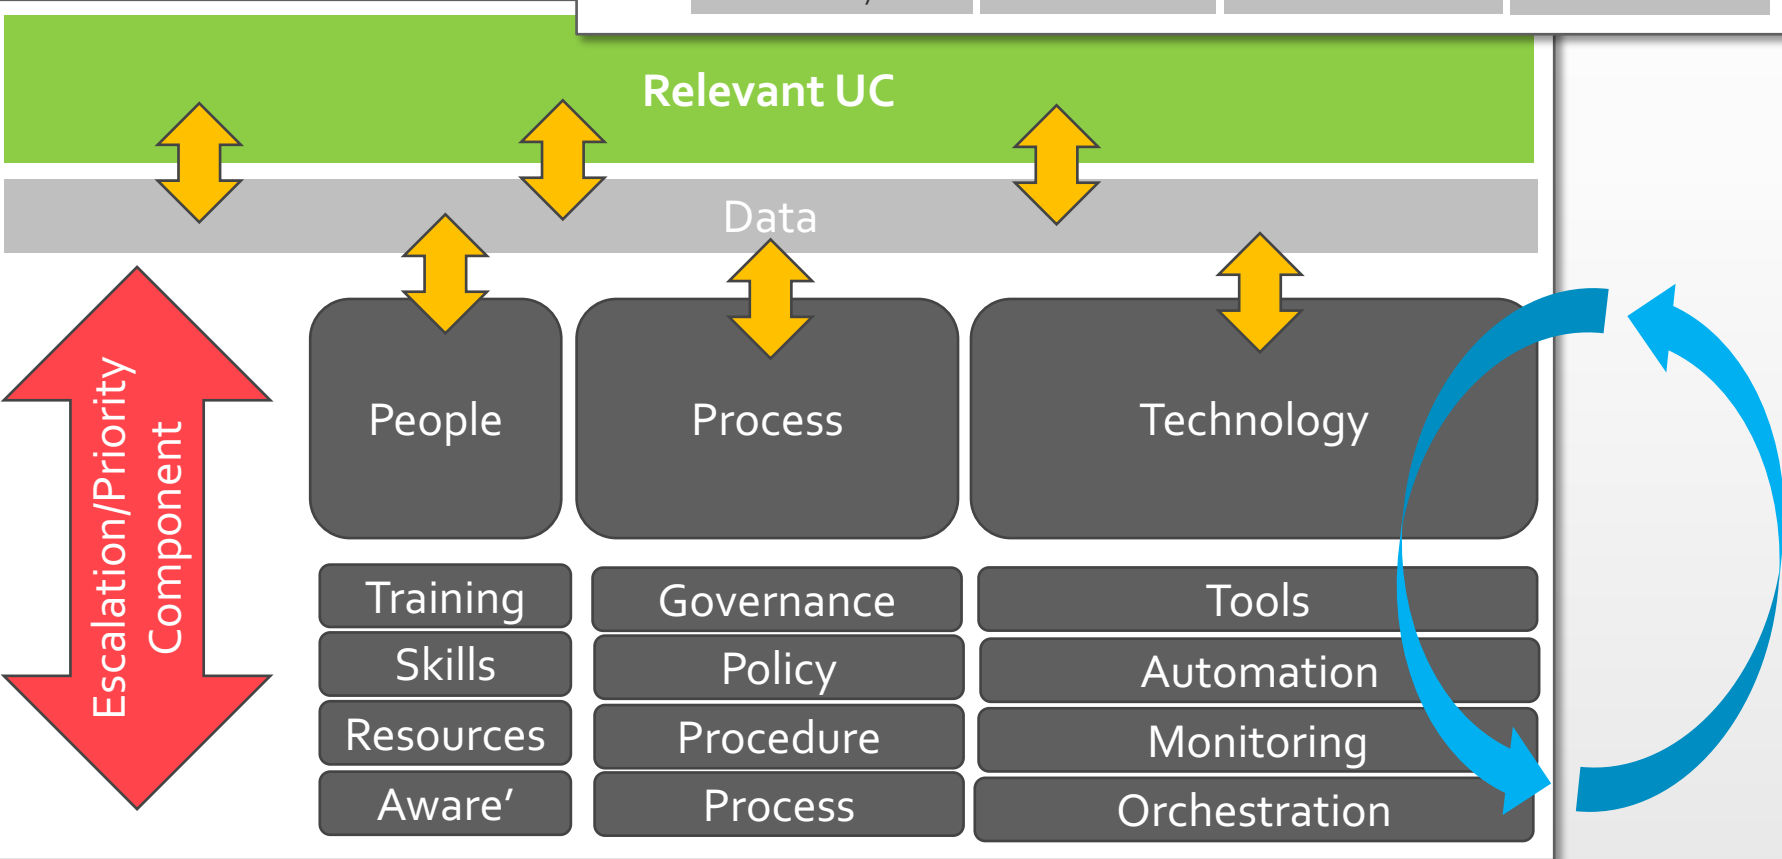 Relevant UC
Data
Escalation/Priority
Component
People
Process
Technology
Training
Governance
Tools
Skills
Policy
Automation
Resources
Procedure
Monitoring
Aware’
Process
Orchestration